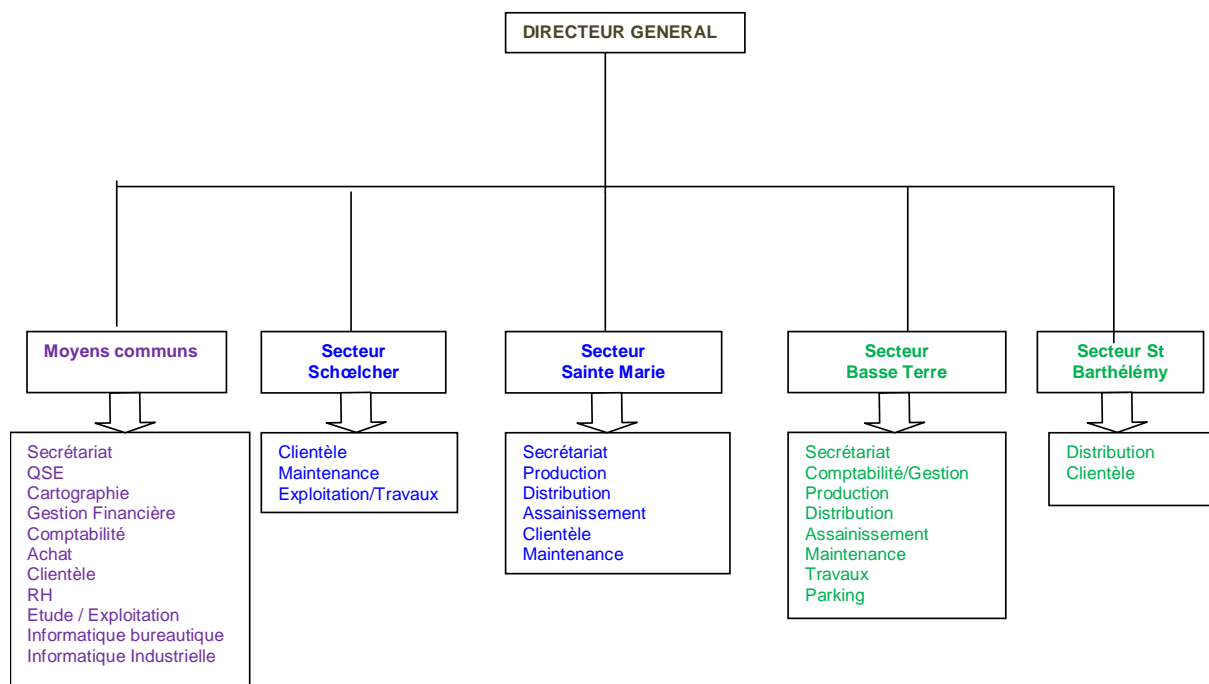 DIRECTEUR GENERAL
Moyens communs
Secteur
Schœlcher
Secteur
Sainte Marie
Secteur
Basse Terre
Secteur St
Barthélémy
Secrétariat
QSE
Cartographie
Gestion Financière
Comptabilité
Achat
Clientèle
RH
Etude / Exploitation
Informatique bureautique
Informatique Industrielle
Clientèle
Maintenance
Exploitation/Travaux
Secrétariat
Production
Distribution
Assainissement
Clientèle
Maintenance
Secrétariat
Comptabilité/Gestion
Production
Distribution
Assainissement
Maintenance
Travaux
Parking
Distribution
Clientèle